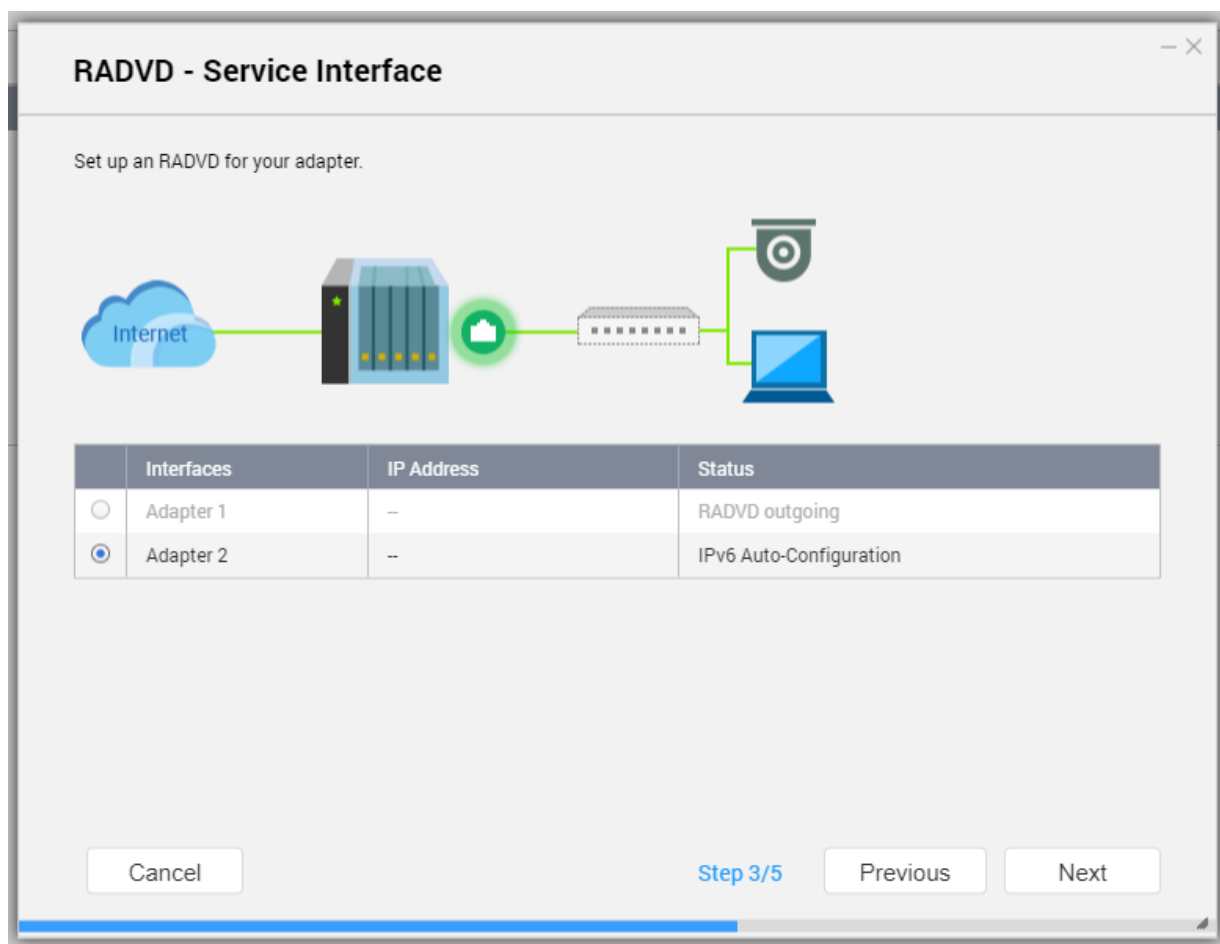 RADVD - Service Interface
Set up an RADVD for your adapter.
Internet
Interfaces IP Address Status
Adapter 1 -- RADVD outgoing
Adapter 2 -- IPv6 Auto-Configuration
Cancel Step 3/5 Previous Next